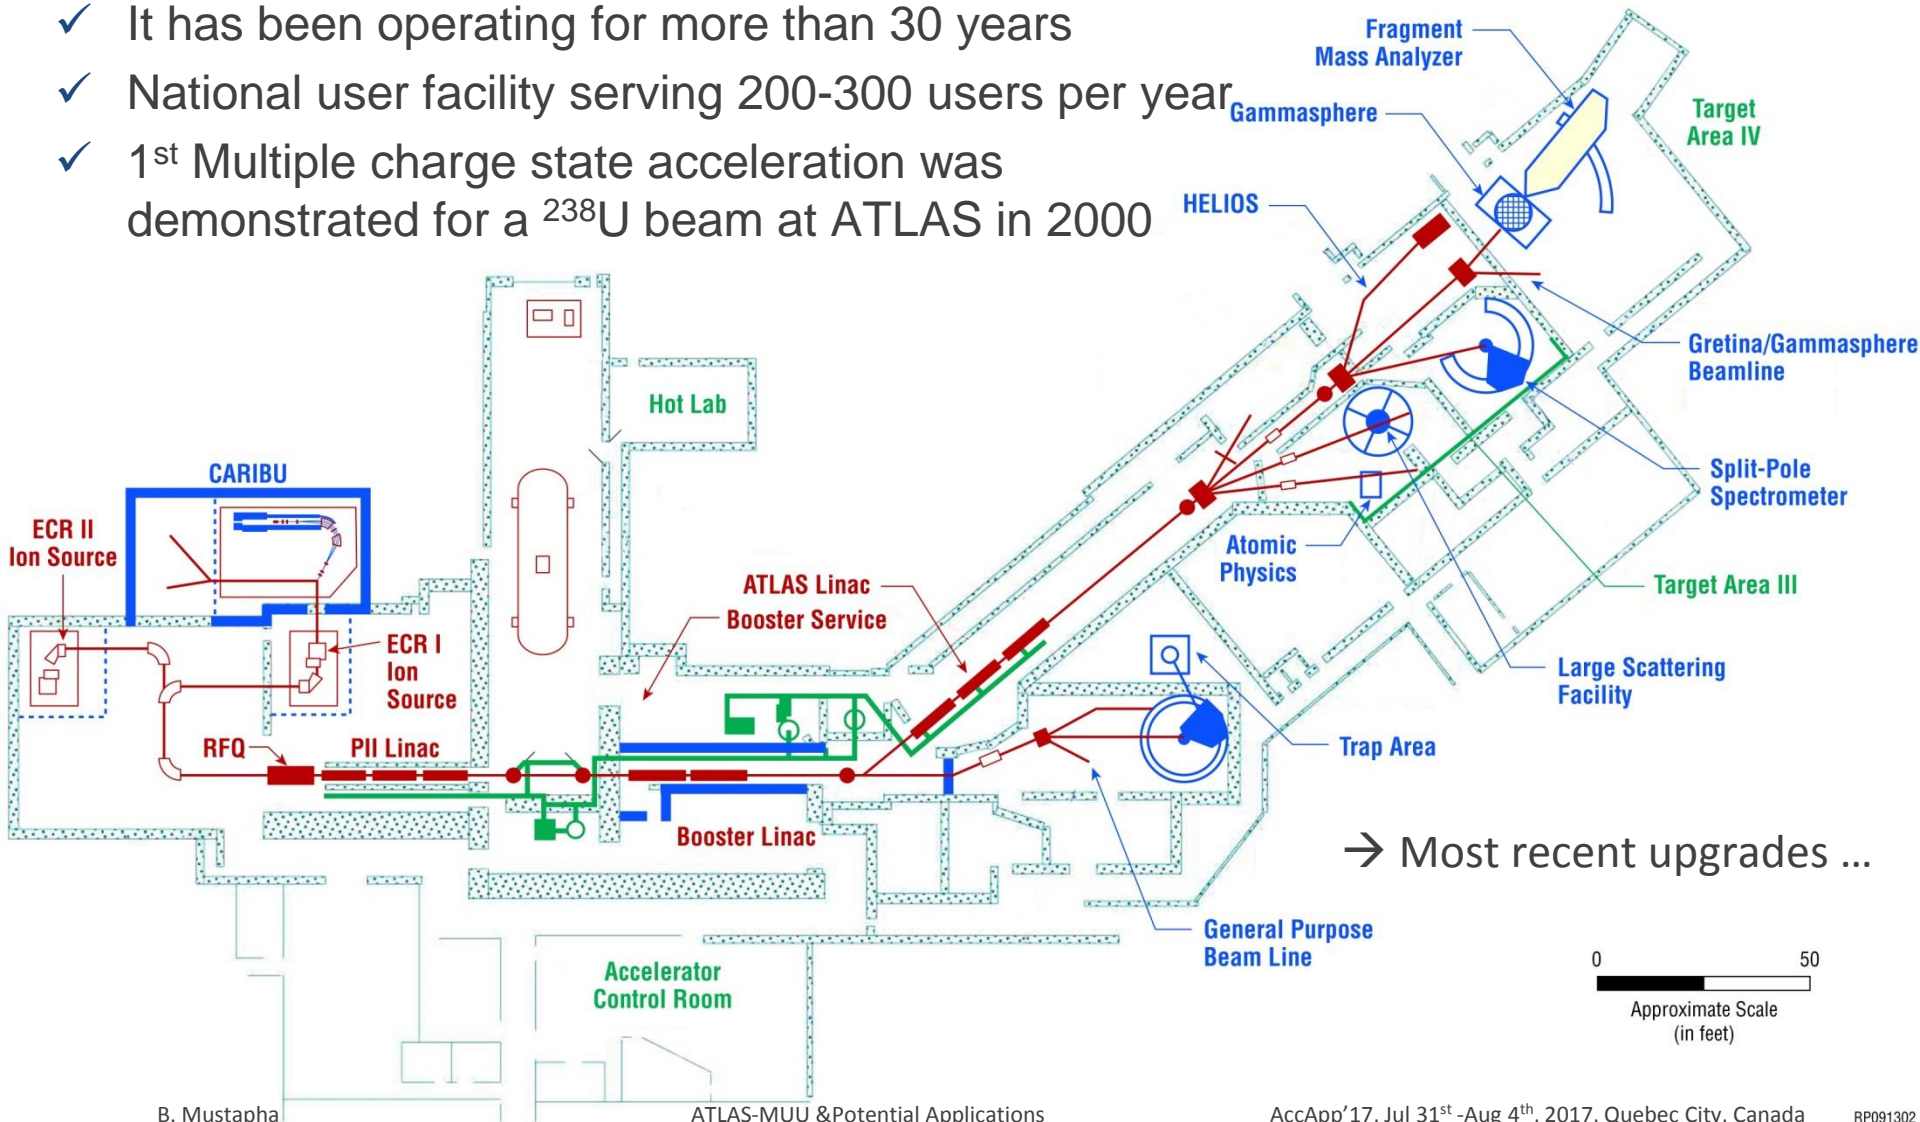 ✓ It has been operating for more than 30 years
✓ National user facility serving 200-300 users per year
✓ 1st Multiple charge state acceleration was
demonstrated for a 238U beam at ATLAS in 2000
Fragment
Mass Analyzer
Gammasphere
Target
Area IV
HELIOS
Gretina/Gammasphere
Beamline
Hot Lab
Split-Pole
Spectrometer
CARIBU
ECR II
Ion Source
Atomic
Physics
ATLAS Linac
Booster Service
Target Area III
ECR I
Ion
Source
Large Scattering
Facility
RFQ
PII Linac
Trap Area
Booster Linac
→ Most recent upgrades ...
General Purpose
Beam Line
Accelerator
Control Room
0 50
Approximate Scale
(in feet)
B. Mustapha ATLAS-MUU &Potential Applications AccApp'17, Jul 31st -Aug 4th, 2017, Quebec City, Canada RP091302